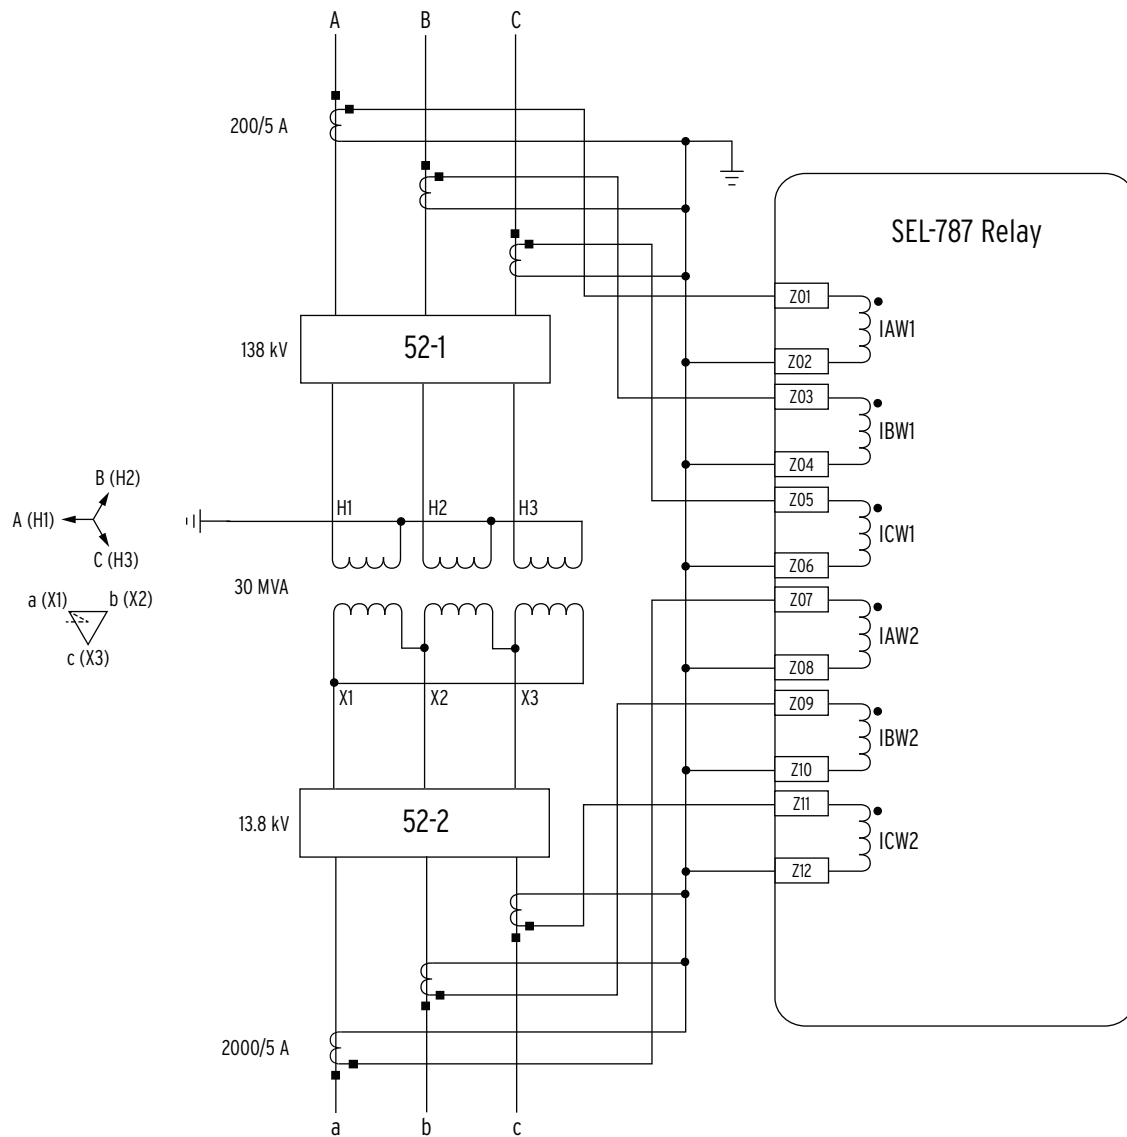 A B C
200/5 A
SEL-787 Relay
Z01
IAW1
138 kV
52-1
Z02
Z03
IBW1
Z04
B (H2)
A (H1)
C (H3)
H1 H2 H3
Z05
ICW1
Z06
30 MVA
a (X1) b (X2)
c (X3)
Z07
IAW2
Z08
X1 X2 X3
Z09
IBW2
Z10
13.8 kV
52-2
Z11
ICW2
Z12
2000/5 A
a b c